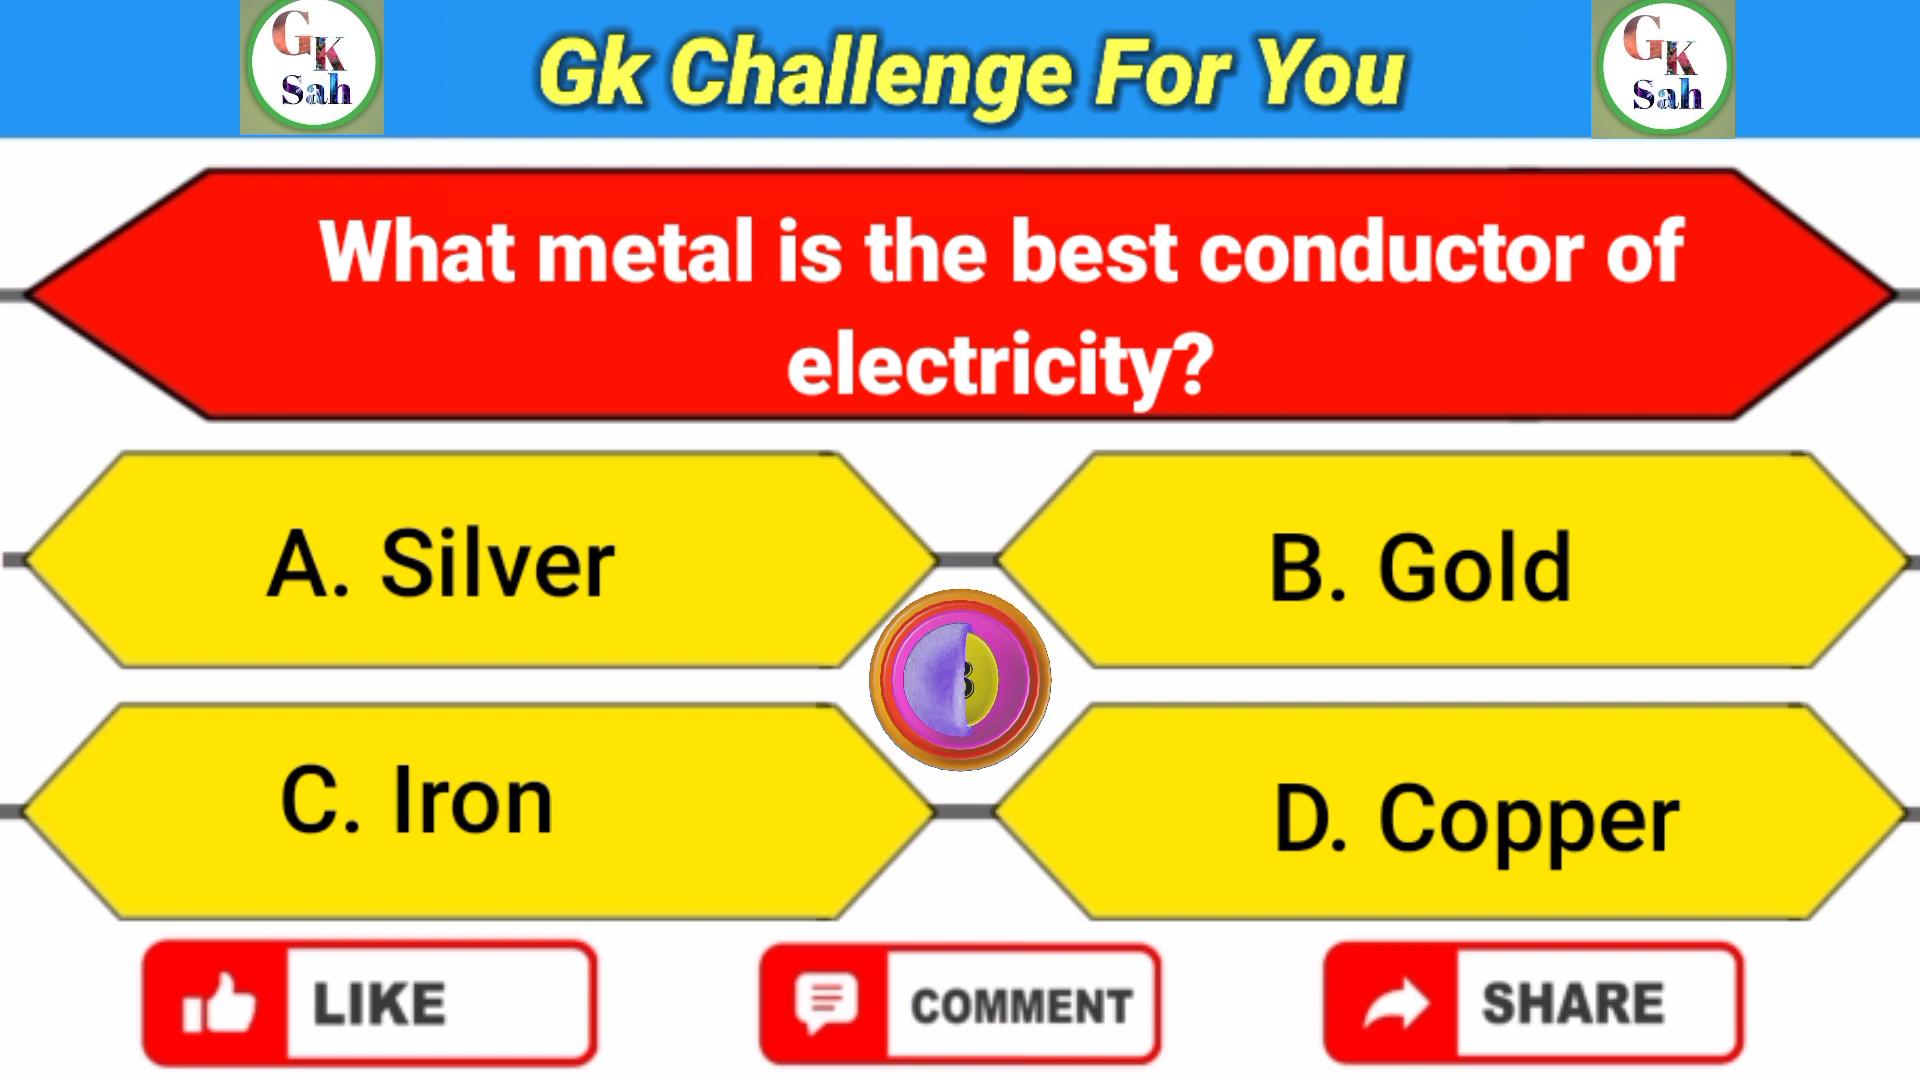 GK
Sah
Gk Challenge For You
GK
Sah
What metal is the best conductor of
electricity?
A. Silver
B. Gold
3
C. Iron
D. Copper
LIKE
COMMENT
SHARE